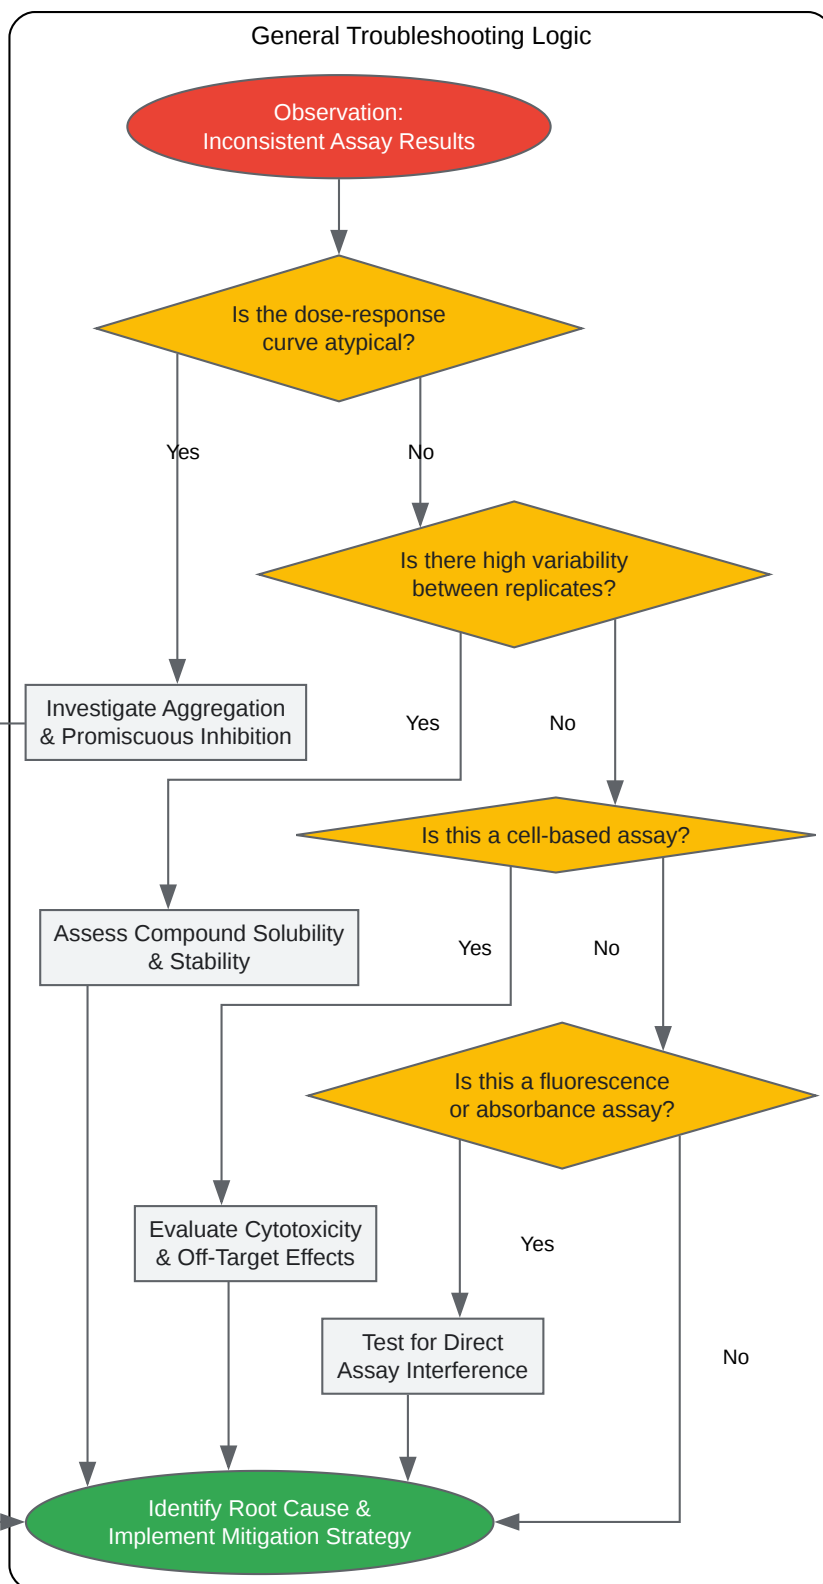 General Troubleshooting Logic
Observation:
Inconsistent Assay Results
Is the dose-response
curve atypical?
Yes
No
Is there high variability
between replicates?
Investigate Aggregation
& Promiscuous Inhibition
Yes
No
Is this a cell-based assay?
Assess Compound Solubility
& Stability
Yes
No
Is this a fluorescence
or absorbance assay?
Evaluate Cytotoxicity
& Off-Target Effects
Yes
Test for Direct
Assay Interference
No
Identify Root Cause &
Implement Mitigation Strategy